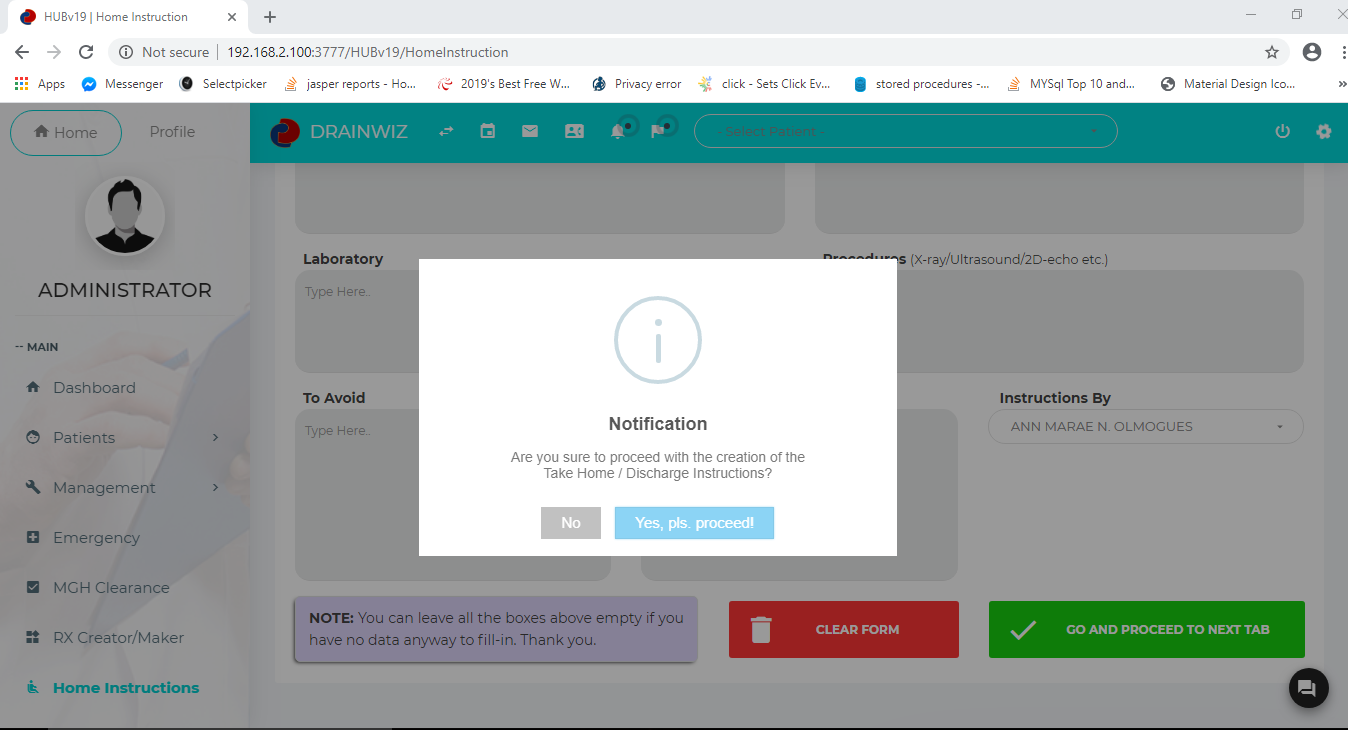 HUBv19 | Home Instruction
Not secure | 192.168.2.100:3777/HUBv19/HomeInstruction
Apps Messenger Selectpicker jasper reports - Ho... 2019's Best Free W... Privacy error click - Sets Click Ev... stored procedures -... MYSql Top 10 and... Material Design Ico... »
Home Profile
DRAINWIZ
- Select Patient -
ADMINISTRATOR
-- MAIN
Dashboard
Patients
Management
Emergency
MGH Clearance
RX Creator/Maker
Home Instructions
Laboratory
Procedures (X-ray/Ultrasound/2D-echo etc.)
Type Here..
To Avoid
Instructions By
Type Here..
ANN MARAE N. OLMOGUES
Notification
Are you sure to proceed with the creation of the
Take Home / Discharge Instructions?
No Yes, pls. proceed!
NOTE: You can leave all the boxes above empty if you
have no data anyway to fill-in. Thank you.
CLEAR FORM
GO AND PROCEED TO NEXT TAB